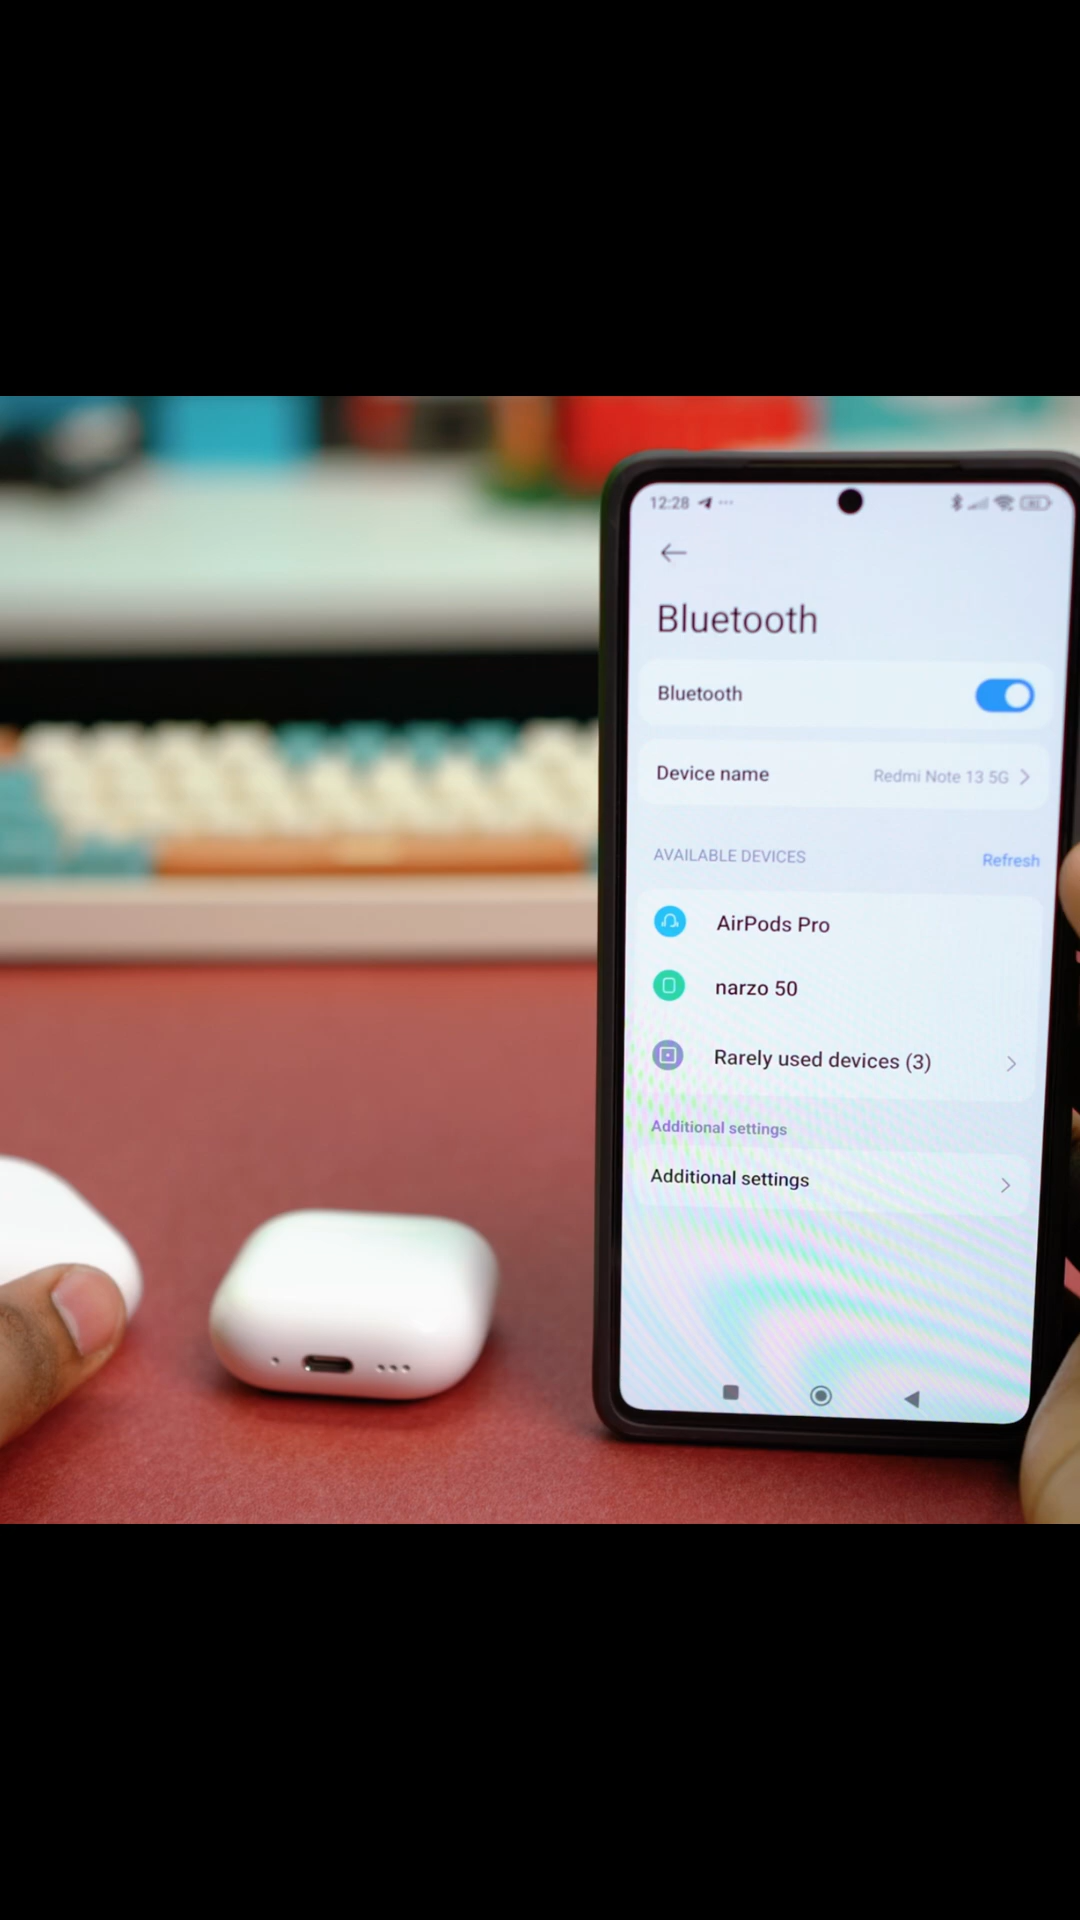 12:28
Bluetooth
Bluetooth
Device name Redmi Note 13 5G
AVAILABLE DEVICES Refresh
AirPods Pro
narzo 50
Rarely used devices (3)
Additional settings
Additional settings